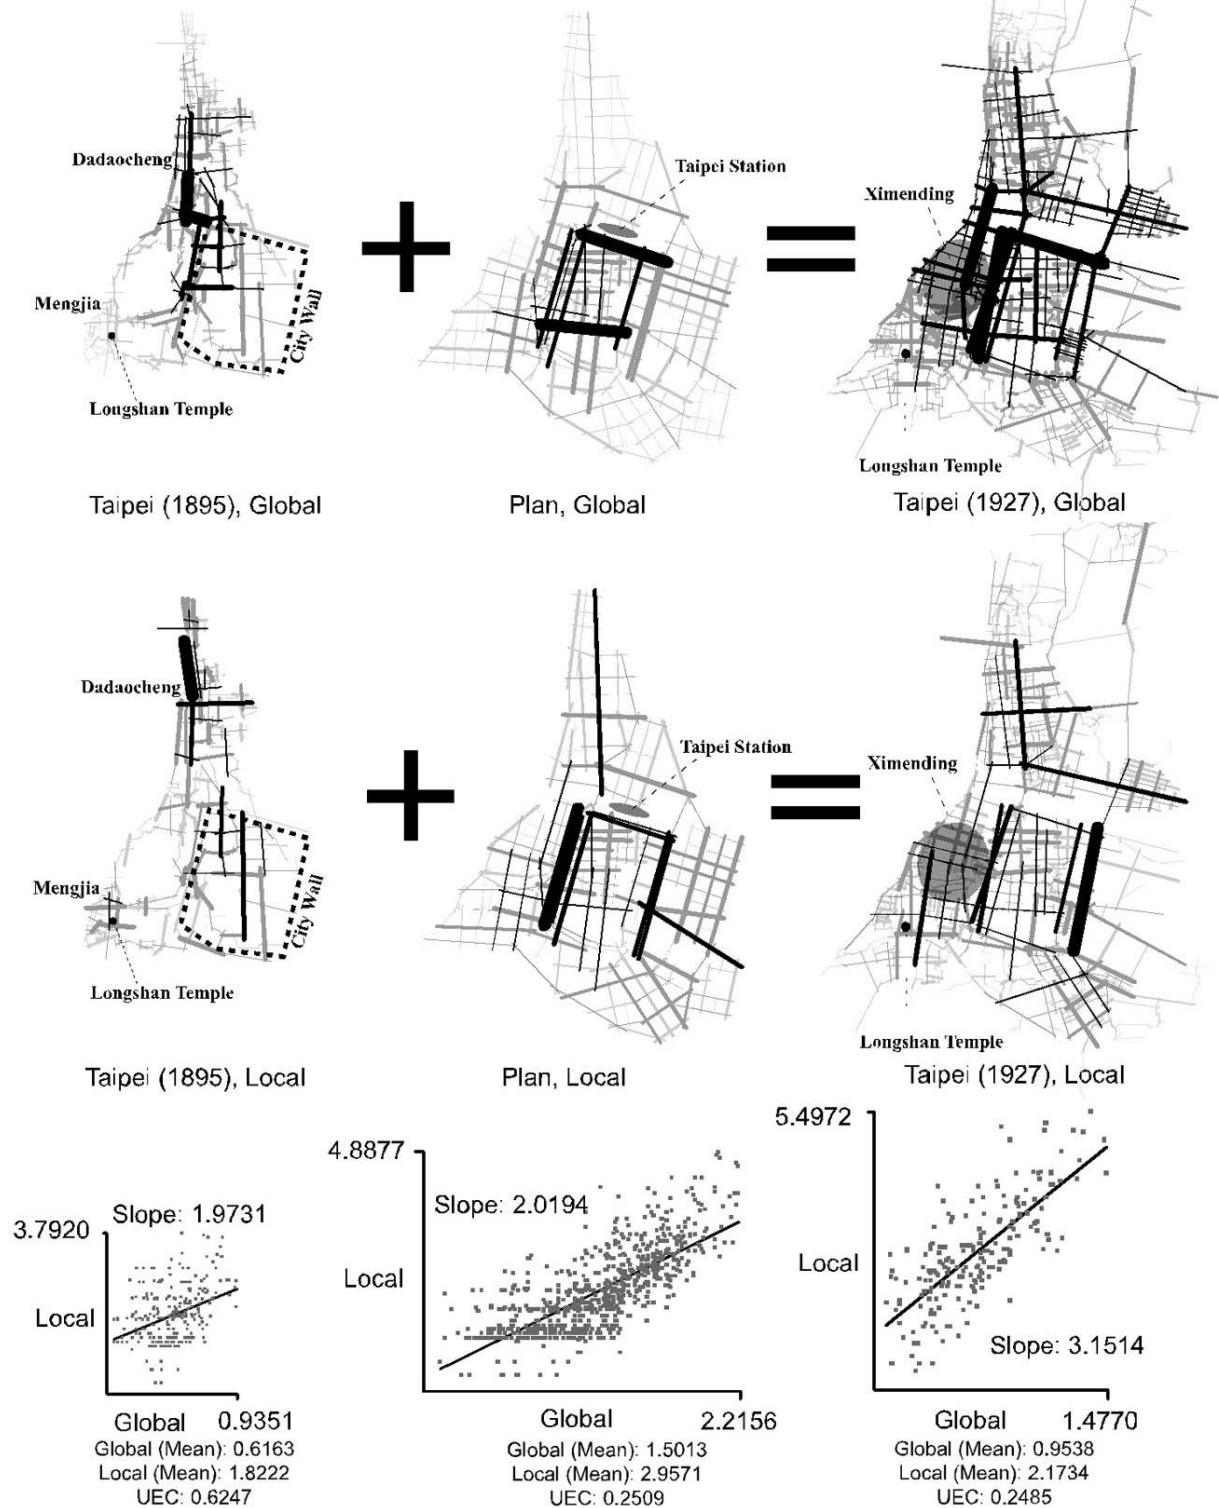 Dadaocheng
Mengjia
City Wall
Longshan Temple
Taipei (1895), Global
+
Taipei Station
Plan, Global
=
Ximending
Longshan Temple
Taipei (1927), Global
Dadaocheng
Mengjia
City Wall
Longshan Temple
Taipei (1895), Local
+
Taipei Station
Plan, Local
=
Ximending
Longshan Temple
Taipei (1927), Local
3.7920
Slope: 1.9731
Local
Global 0.9351
Global (Mean): 0.6163
Local (Mean): 1.8222
UEC: 0.6247
4.8877
Slope: 2.0194
Local
Global
2.2156
Global (Mean): 1.5013
Local (Mean): 2.9571
UEC: 0.2509
5.4972
Local
Slope: 3.1514
Global
1.4770
Global (Mean): 0.9538
Local (Mean): 2.1734
UEC: 0.2485